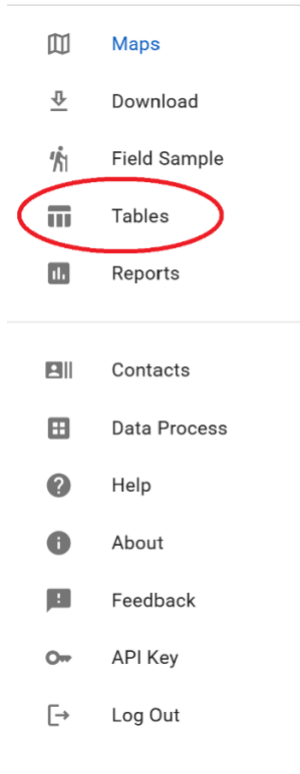 Maps
Download
Field Sample
Tables
Reports
Contacts
Data Process
Help
About
Feedback
API Key
Log Out